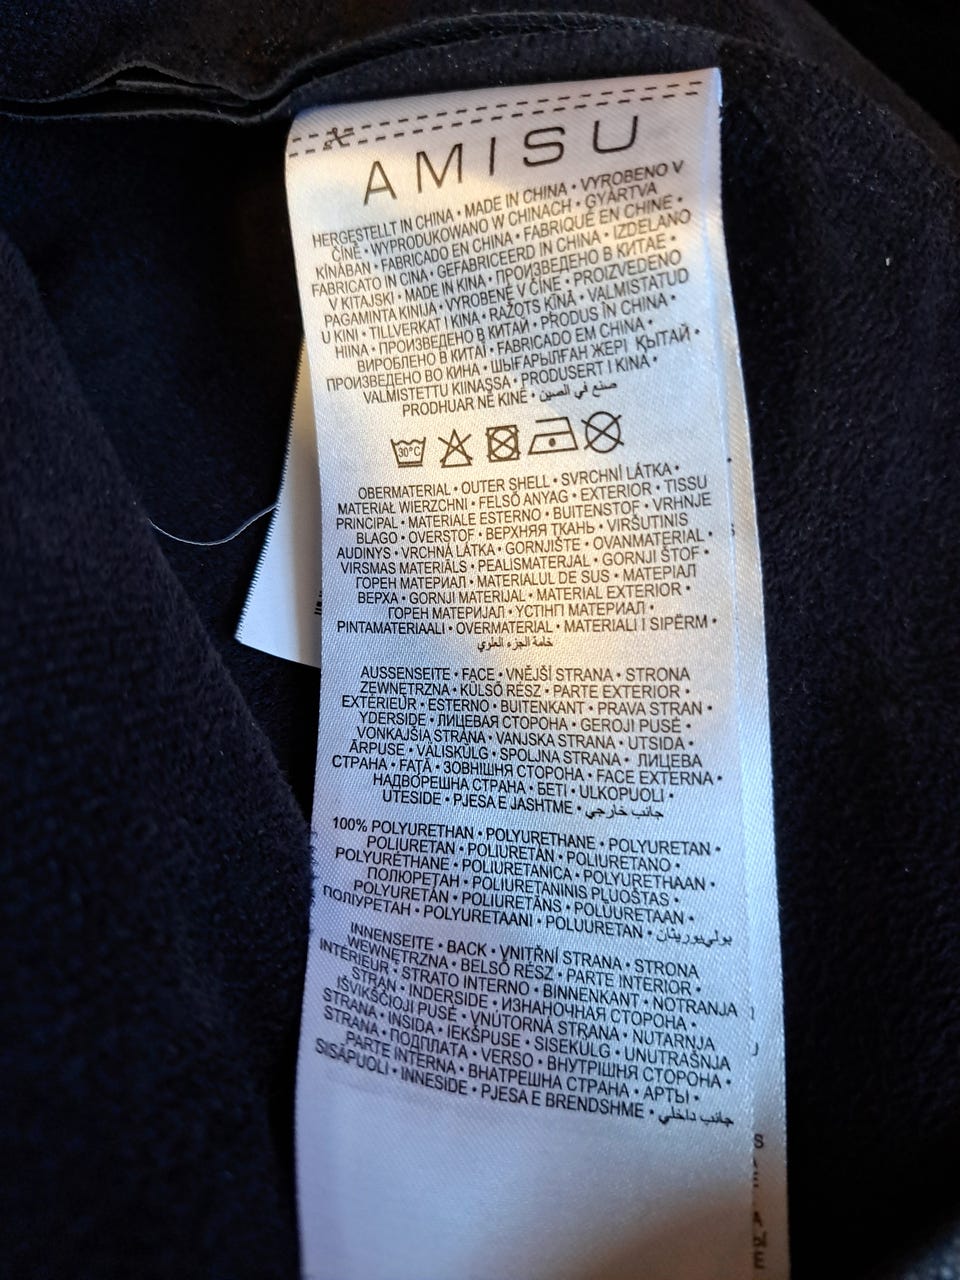 AMISU
HERGESTELLT IN CHINA • MADE IN CHINA • VYROBENO V
ČÍNĚ • WYPRODUKOWANO W CHINACH • GYÁRTVA
KÍNÁBAN • FABRICADO EN CHINA • FABRIQUÉ EN CHINE •
FABRICATO IN CINA • GEFABRICEERD IN CHINA • IZDELANO
V KITAJSKI • MADE IN KINA • ПРОИЗВЕДЕНО В КИТАЕ •
PAGAMINTA KINIJA • VYROBENÉ V ČÍNE • PROIZVEDENO
U KINI • TILLVERKAT I KINA • RAŽOTS ĶĪNĀ • VALMISTATUD
HIINA • ПРОИЗВЕДЕНО В КИТАЙ • PRODUS ÎN CHINA •
ВИРОБЛЕНО В КИТАЇ • FABRICADO EM CHINA •
ПРОИЗВЕДЕНО ВО КИНА • ШЫҒАРЫЛҒАН ЖЕРІ ҚЫТАЙ •
VALMISTETTU KIINASSA • PRODUSERT I KINA •
PRODHUAR NË KINË • صنع في الصين
30°C
OBERMATERIAL • OUTER SHELL • SVRCHNÍ LÁTKA •
MATERIAŁ WIERZCHNI • FELSŐ ANYAG • EXTERIOR • TISSU
PRINCIPAL • MATERIALE ESTERNO • BUITENSTOF • VRHNJE
BLAGO • OVERSTOF • ВЕРХНЯЯ ТКАНЬ • VIRŠUTINIS
AUDINYS • VRCHNÁ LÁTKA • GORNJIŠTE • OVANMATERIAL •
VIRSMAS MATERIĀLS • PEALISMATERJAL • GORNJI ŠTOF •
ГОРЕН МАТЕРИАЛ • MATERIALUL DE SUS • МАТЕРІАЛ
ВЕРХА • GORNJI MATERIJAL • MATERIAL EXTERIOR •
ГОРЕН МАТЕРИЈАЛ • ҮСТІҢГІ МАТЕРИАЛ •
PINTAMATERIAALI • OVERMATERIAL • MATERIALI I SIPËRM •
خامة الجزء العلوي
AUSSENSEITE • FACE • VNĚJŠÍ STRANA • STRONA
ZEWNĘTRZNA • KÜLSŐ RÉSZ • PARTE EXTERIOR •
EXTÉRIEUR • ESTERNO • BUITENKANT • PRAVA STRAN •
YDERSIDE • ЛИЦЕВАЯ СТОРОНА • GEROJI PUSĖ •
VONKAJŠIA STRANA • VANJSKA STRANA • UTSIDA •
ĀRPUSE • VÄLISKÜLG • SPOLJNA STRANA • ЛИЦЕВА
СТРАНА • FAȚĂ • ЗОВНІШНЯ СТОРОНА • FACE EXTERNA •
НАДВОРЕШНА СТРАНА • БЕТІ • ULKOPUOLI •
UTESIDE • PJESA E JASHTME • جانب خارجي
100% POLYURETHAN • POLYURETHANE • POLYURETAN •
POLIURETAN • POLIURETÁN • POLIURETANO •
POLYURÉTHANE • POLIURETANICA • POLYURETHAAN •
ПОЛЮРЕТАН • POLIURETANINIS PLUOŠTAS •
POLYURETÁN • POLIURETĀNS • POLÜURETAAN •
ПОЛІУРЕТАН • POLYURETAANI • POLUURETAN • بولي يوريثان
INNENSEITE • BACK • VNITŘNÍ STRANA • STRONA
WEWNĘTRZNA • BELSŐ RÉSZ • PARTE INTERIOR •
INTÉRIEUR • STRATO INTERNO • BINNENKANT • NOTRANJA
STRAN • INDERSIDE • ИЗНАНОЧНАЯ СТОРОНА •
IŠVIKŠČIOJI PUSĖ • VNÚTORNÁ STRANA • NUTARNJA
STRANA • INSIDA • IEKŠPUSE • SISEKÜLG • UNUTRAŠNJA
STRANA • ПОДПЛАТА • VERSO • ВНУТРІШНЯ СТОРОНА •
PARTE INTERNA • ВНАТРЕШНА СТРАНА • АРТЫ •
SISÄPUOLI • INNESIDE • PJESA E BRENDSHME • جانب داخلي